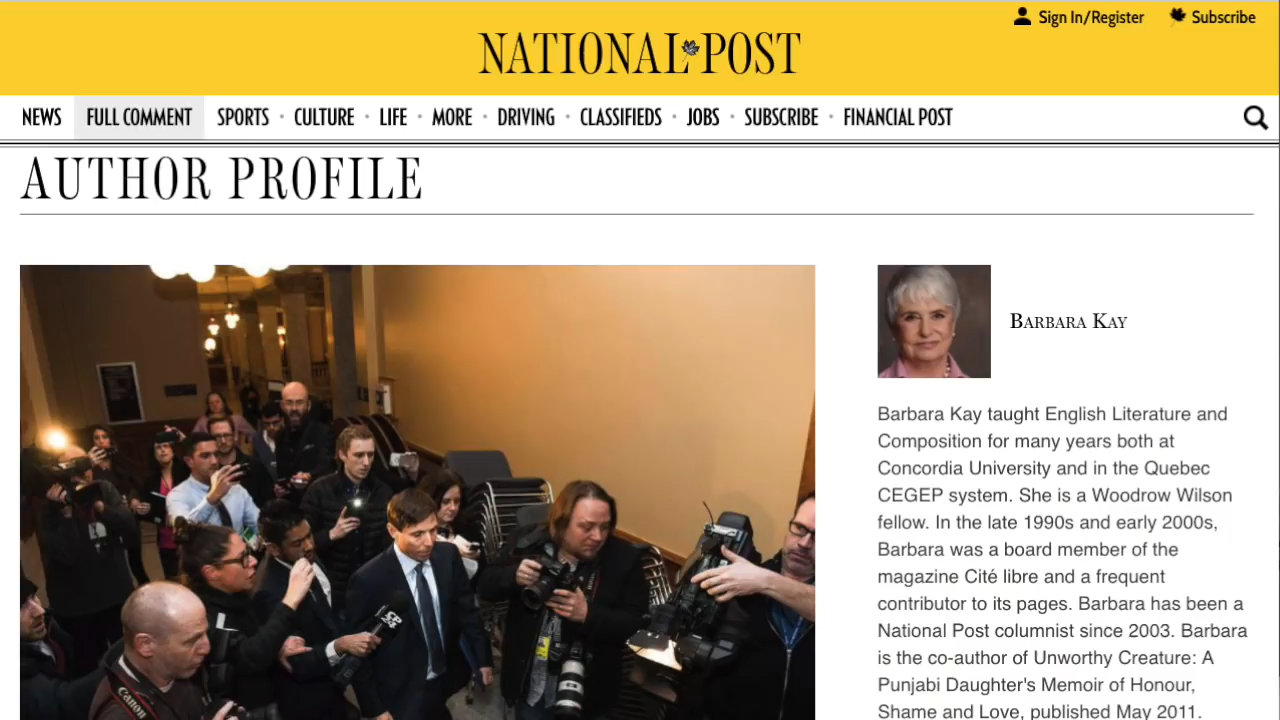 Sign In/Register Subscribe
NATIONAL POST
NEWS FULL COMMENT SPORTS · CULTURE · LIFE · MORE · DRIVING · CLASSIFIEDS · JOBS · SUBSCRIBE · FINANCIAL POST
AUTHOR PROFILE
BARBARA KAY
Barbara Kay taught English Literature and
Composition for many years both at
Concordia University and in the Quebec
CEGEP system. She is a Woodrow Wilson
fellow. In the late 1990s and early 2000s,
Barbara was a board member of the
magazine Cité libre and a frequent
contributor to its pages. Barbara has been a
National Post columnist since 2003. Barbara
is the co-author of Unworthy Creature: A
Punjabi Daughter's Memoir of Honour,
Shame and Love, published May 2011.
Canon